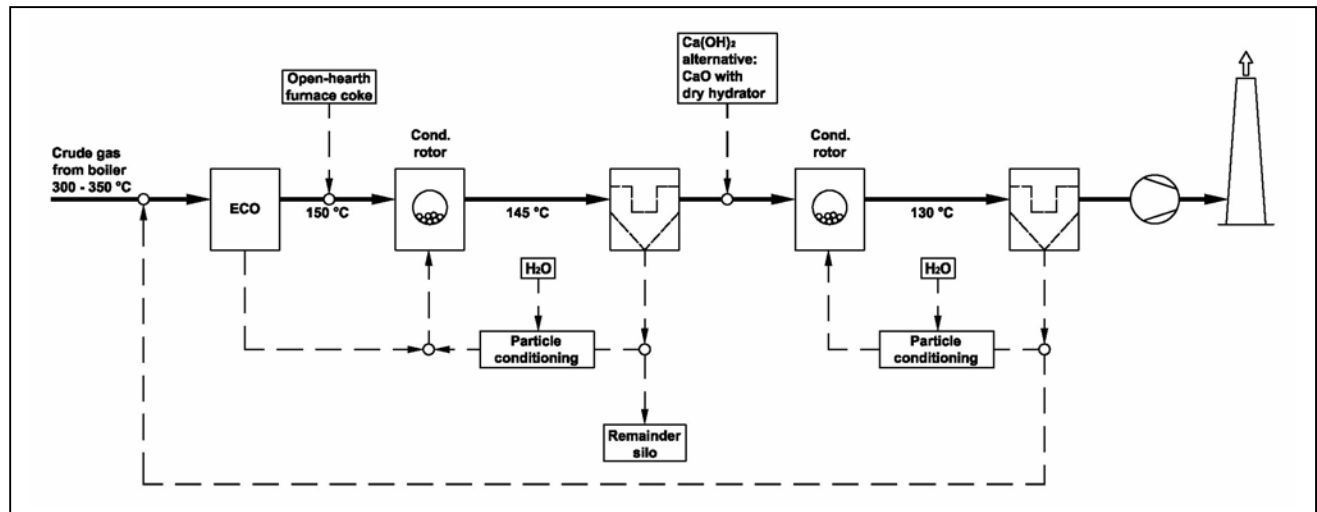 Ca(OH)₂
alternative:
CaO with
dry hydrator
Open-hearth
furnace coke
Cond.
rotor
Cond.
rotor
Crude gas
from boiler
300 - 350 °C
ECO
150 °C
145 °C
130 °C
H₂O
H₂O
Particle
conditioning
Particle
conditioning
Remainder
silo